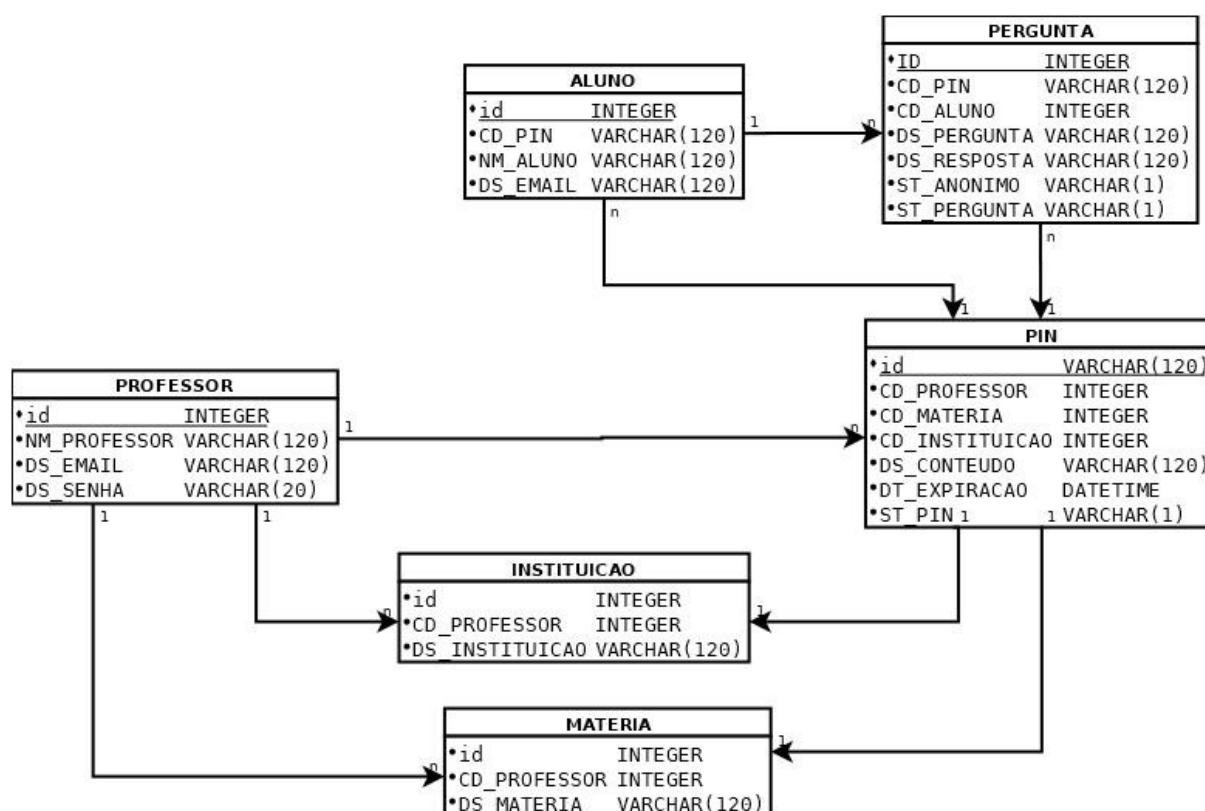 PERGUNTA
ID INTEGER
CD_PIN VARCHAR(120)
CD_ALUNO INTEGER
DS_PERGUNTA VARCHAR(120)
DS_RESPOSTA VARCHAR(120)
ST_ANONIMO VARCHAR(1)
ST_PERGUNTA VARCHAR(1)
n
n
ALUNO
id INTEGER
CD_PIN VARCHAR(120)
NM_ALUNO VARCHAR(120)
DS_EMAIL VARCHAR(120)
1
n
1
1
PIN
id VARCHAR(120)
CD_PROFESSOR INTEGER
CD_MATERIA INTEGER
CD_INSTITUICAO INTEGER
DS_CONTEUDO VARCHAR(120)
DT_EXPIRACAO DATETIME
ST_PIN 1 1 VARCHAR(1)
n
PROFESSOR
id INTEGER
NM_PROFESSOR VARCHAR(120)
DS_EMAIL VARCHAR(120)
DS_SENHA VARCHAR(20)
1
1
1
INSTITUICAO
id INTEGER
CD_PROFESSOR INTEGER
DS_INSTITUICAO VARCHAR(120)
n
1
MATERIA
id INTEGER
CD_PROFESSOR INTEGER
DS_MATERIA VARCHAR(120)
n
1